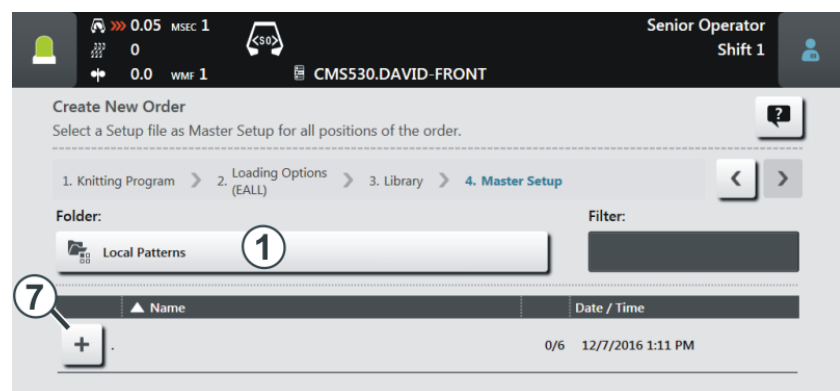 0.05 MSEC 1
<S0>
Senior Operator
0
Shift 1
0.0 WMF 1
CMS530.DAVID-FRONT
Create New Order
Select a Setup file as Master Setup for all positions of the order.
?
1. Knitting Program
2. Loading Options
(EALL)
3. Library
4. Master Setup
Folder:
Filter:
Local Patterns
1
7
Name
Date / Time
+ .
0/6 12/7/2016 1:11 PM